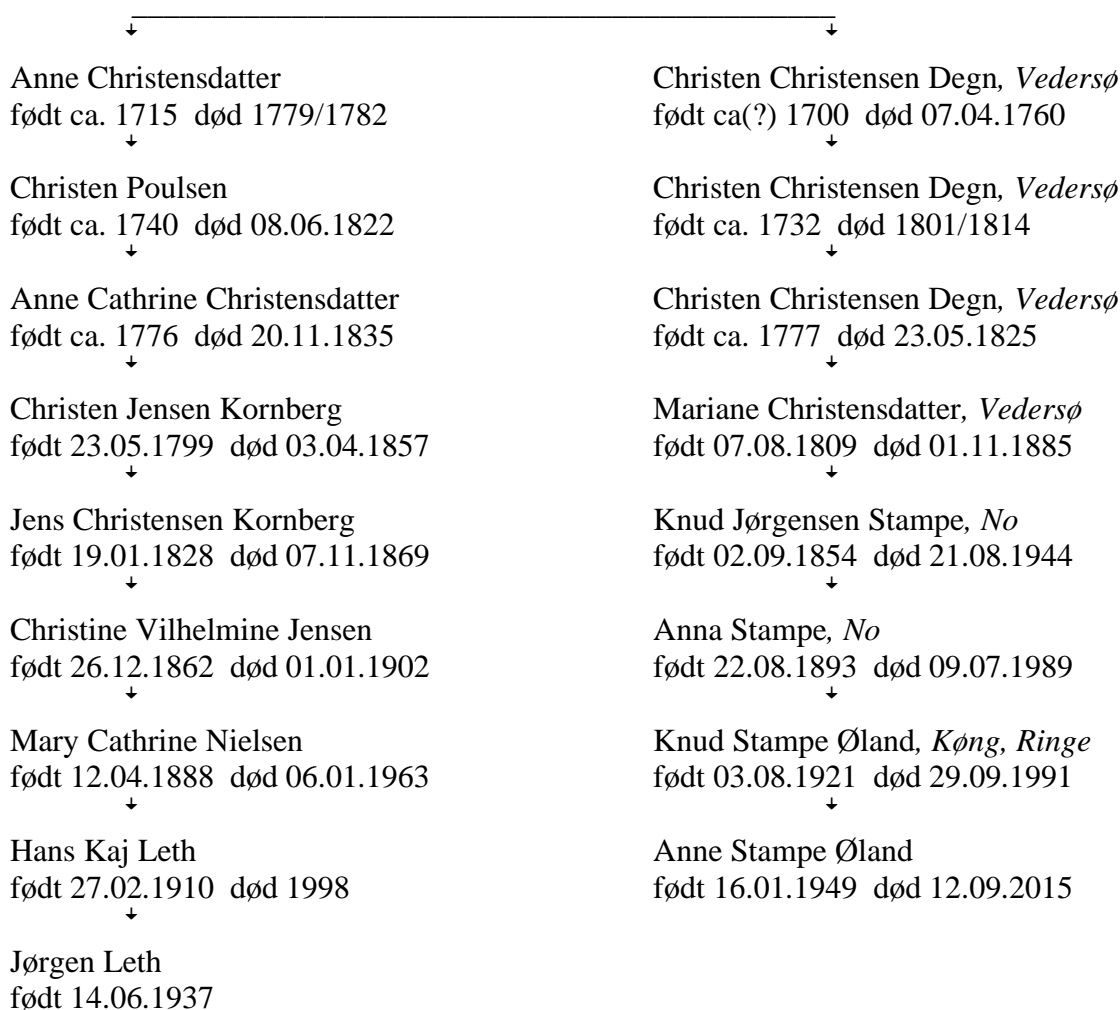 Anne Christensdatter
født ca. 1715 død 1779/1782
Christen Poulsen
født ca. 1740 død 08.06.1822
Anne Cathrine Christensdatter
født ca. 1776 død 20.11.1835
Christen Jensen Kornberg
født 23.05.1799 død 03.04.1857
Jens Christensen Kornberg
født 19.01.1828 død 07.11.1869
Christine Vilhelmine Jensen
født 26.12.1862 død 01.01.1902
Mary Cathrine Nielsen
født 12.04.1888 død 06.01.1963
Hans Kaj Leth
født 27.02.1910 død 1998
Jørgen Leth
født 14.06.1937
Christen Christensen Degn, Vedersø
født ca(?) 1700 død 07.04.1760
Christen Christensen Degn, Vedersø
født ca. 1732 død 1801/1814
Christen Christensen Degn, Vedersø
født ca. 1777 død 23.05.1825
Mariane Christensdatter, Vedersø
født 07.08.1809 død 01.11.1885
Knud Jørgensen Stampe, No
født 02.09.1854 død 21.08.1944
Anna Stampe, No
født 22.08.1893 død 09.07.1989
Knud Stampe Øland, Køng, Ringe
født 03.08.1921 død 29.09.1991
Anne Stampe Øland
født 16.01.1949 død 12.09.2015